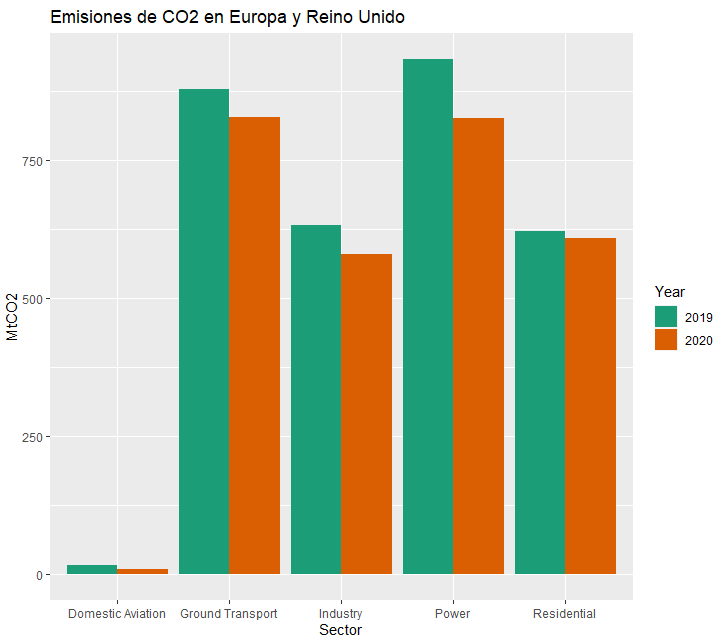 Emisiones de CO2 en Europa y Reino Unido
MtCO2
750
500
250
0
Domestic Aviation
Ground Transport
Industry
Power
Residential
Sector
Year
2019
2020